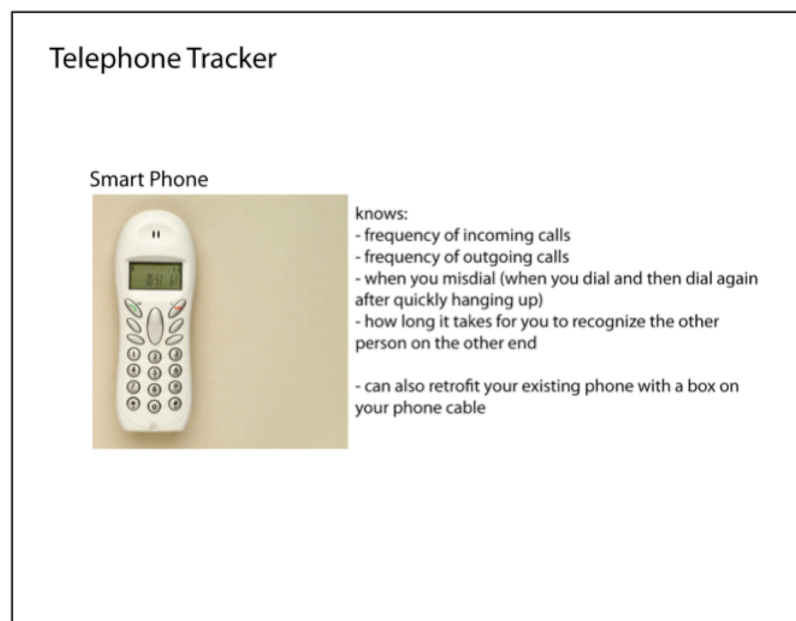 Telephone Tracker
Smart Phone
knows:
- frequency of incoming calls
- frequency of outgoing calls
- when you misdial (when you dial and then dial again
after quickly hanging up)
- how long it takes for you to recognize the other
person on the other end
- can also retrofit your existing phone with a box on
your phone cable